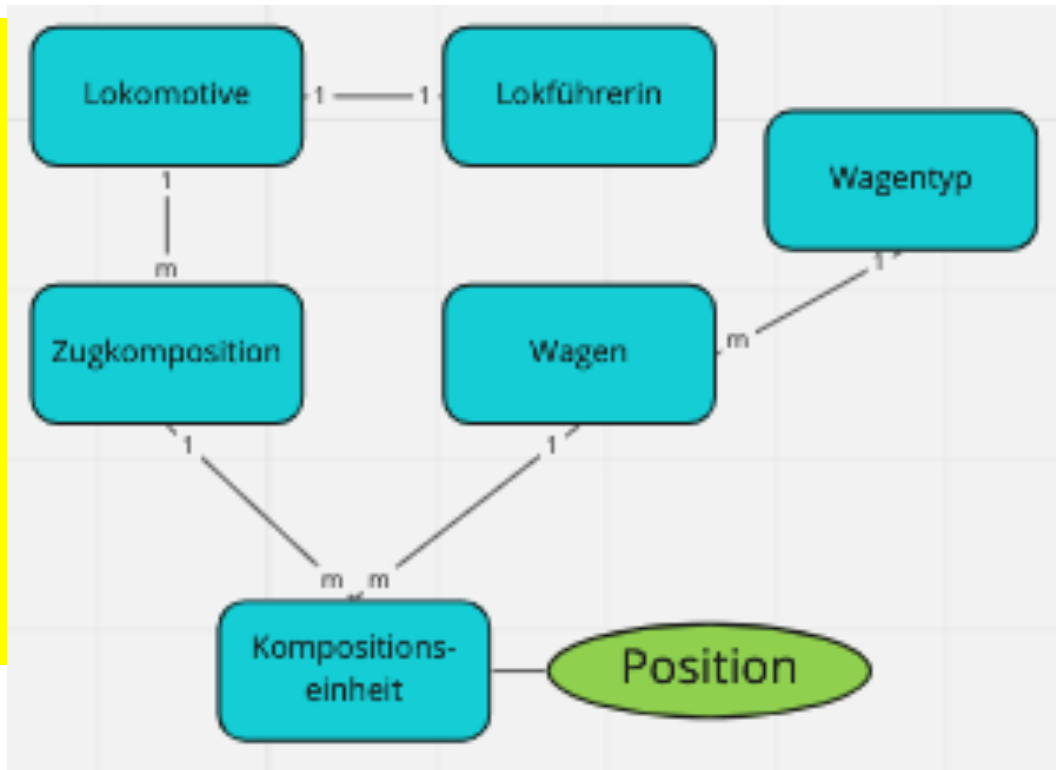 Lokomotive
1
1
Lokführerin
Wagentyp
1
1
m
m
Zugkomposition
Wagen
1
1
m
m
Kompositions-
einheit
Position